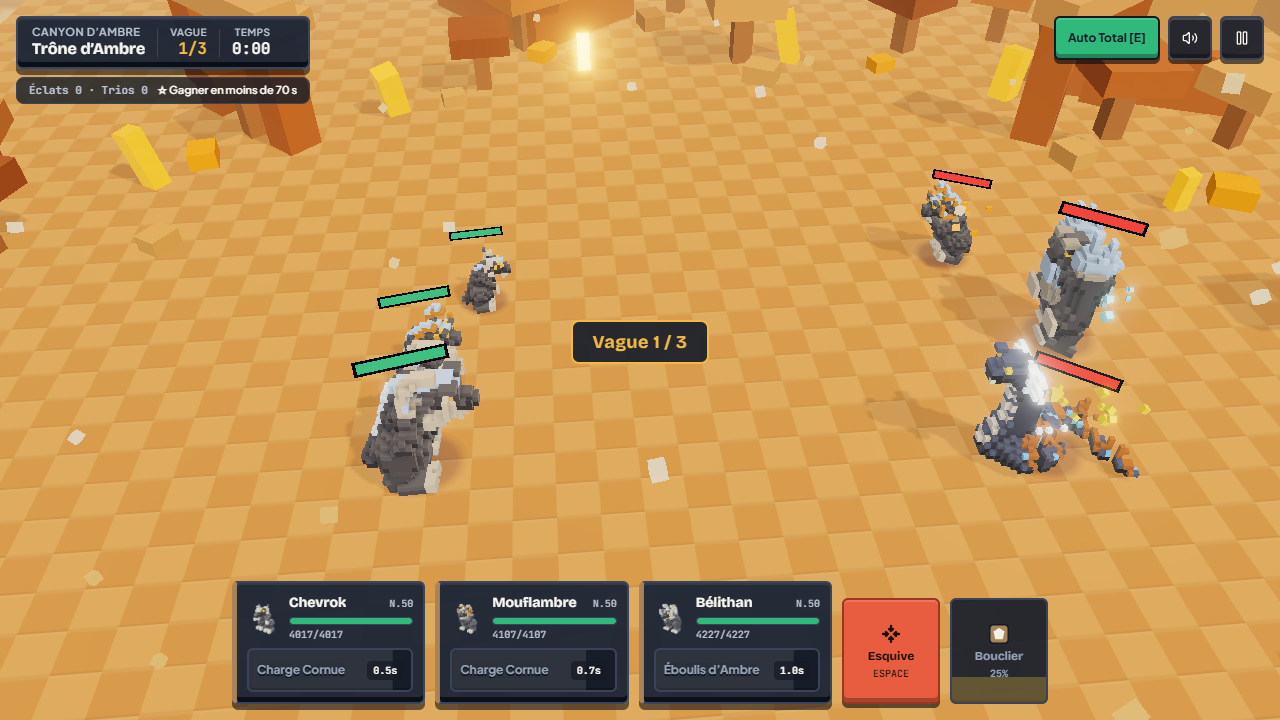 CANYON D'AMBRE
Trône d'Ambre
VAGUE
1/3
TEMPS
0:00
Éclats 0 · Trios 0 ★ Gagner en moins de 70 s
Auto Total [E]
Vague 1 / 3
Chevrok N.50
4017/4017
Charge Cornue 0.5s
Mouflambre N.50
4107/4107
Charge Cornue 0.7s
Bélithan N.50
4227/4227
Éboulis d'Ambre 1.0s
Esquive
ESPACE
Bouclier
25%